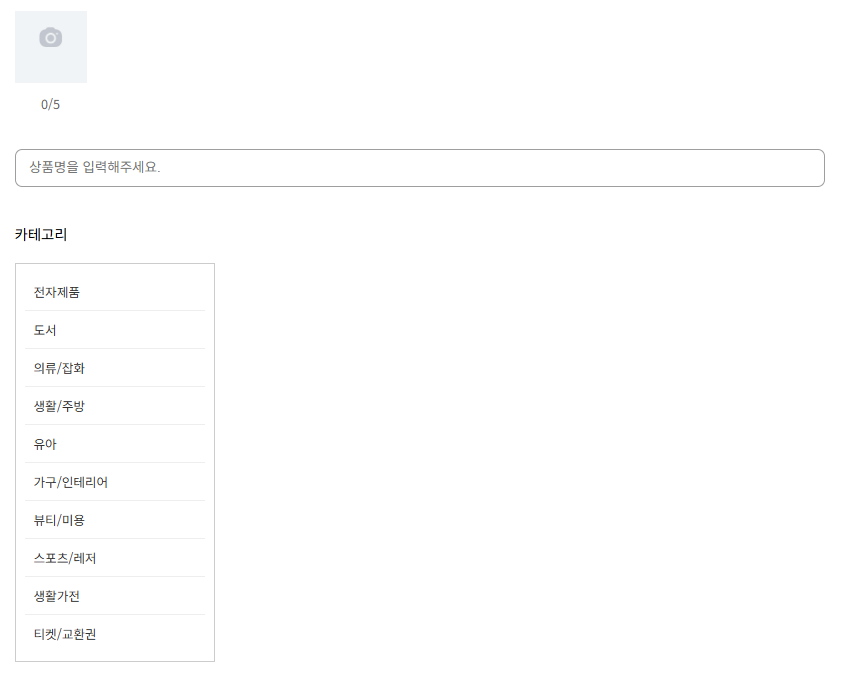 0/5
상품명을 입력해주세요.
카테고리
전자제품
도서
의류/잡화
생활/주방
유아
가구/인테리어
뷰티/미용
스포츠/레저
생활가전
티켓/교환권